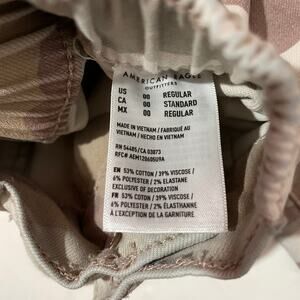 AMERICAN EAGLE
OUTFITTERS
US 00 REGULAR
CA 00 STANDARD
MX 00 REGULAR
MADE IN VIETNAM / FABRIQUÉ AU
VIETNAM / HECHO EN VIETNAM
RN 54485/CA 03873
RFC# AEM120605U9A
EN 53% COTTON / 39% VISCOSE /
6% POLYESTER / 2% ELASTANE
EXCLUSIVE OF DECORATION
FR 53% COTON / 39% VISCOSE /
6% POLYESTER / 2% ÉLASTHANNE
À L'EXCEPTION DE LA GARNITURE